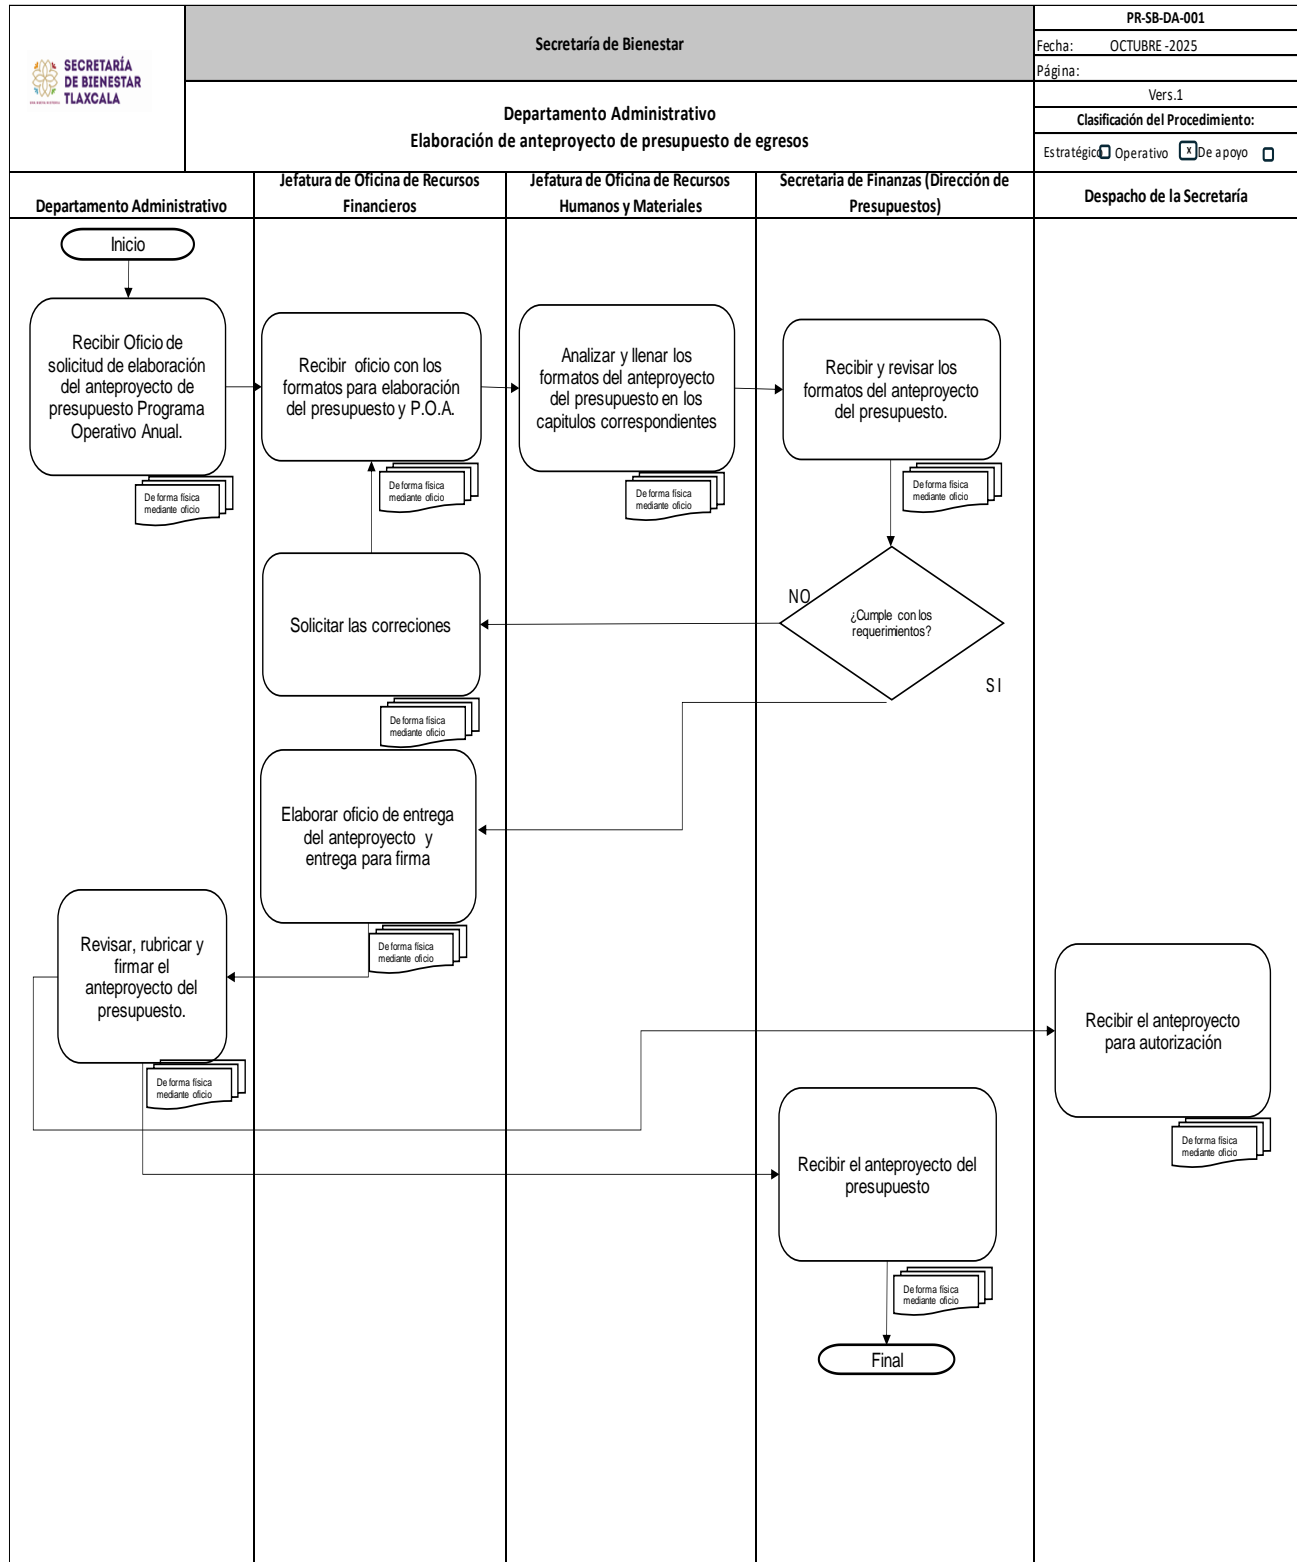 SECRETARÍA
DE BIENESTAR
TLAXCALA
Secretaría de Bienestar
Departamento Administrativo
Elaboración de anteproyecto de presupuesto de egresos
PR-SB-DA-001
Fecha: OCTUBRE -2025
Página:
Vers.1
Clasificación del Procedimiento:
Estratégico Operativo x De apoyo
Departamento Administrativo
Jefatura de Oficina de Recursos
Financieros
Jefatura de Oficina de Recursos
Humanos y Materiales
Secretaria de Finanzas (Dirección de
Presupuestos)
Despacho de la Secretaría
Inicio
Recibir Oficio de
solicitud de elaboración
del anteproyecto de
presupuesto Programa
Operativo Anual.
De forma física
mediante oficio
Recibir oficio con los
formatos para elaboración
del presupuesto y P.O.A.
De forma física
mediante oficio
Analizar y llenar los
formatos del anteproyecto
del presupuesto en los
capitulos correspondientes
De forma física
mediante oficio
Recibir y revisar los
formatos del anteproyecto
del presupuesto.
De forma física
mediante oficio
¿Cumple con los
requerimientos?
NO
SI
Solicitar las correciones
De forma física
mediante oficio
Elaborar oficio de entrega
del anteproyecto y
entrega para firma
De forma física
mediante oficio
Revisar, rubricar y
firmar el
anteproyecto del
presupuesto.
De forma física
mediante oficio
Recibir el anteproyecto
para autorización
De forma física
mediante oficio
Recibir el anteproyecto del
presupuesto
De forma física
mediante oficio
Final